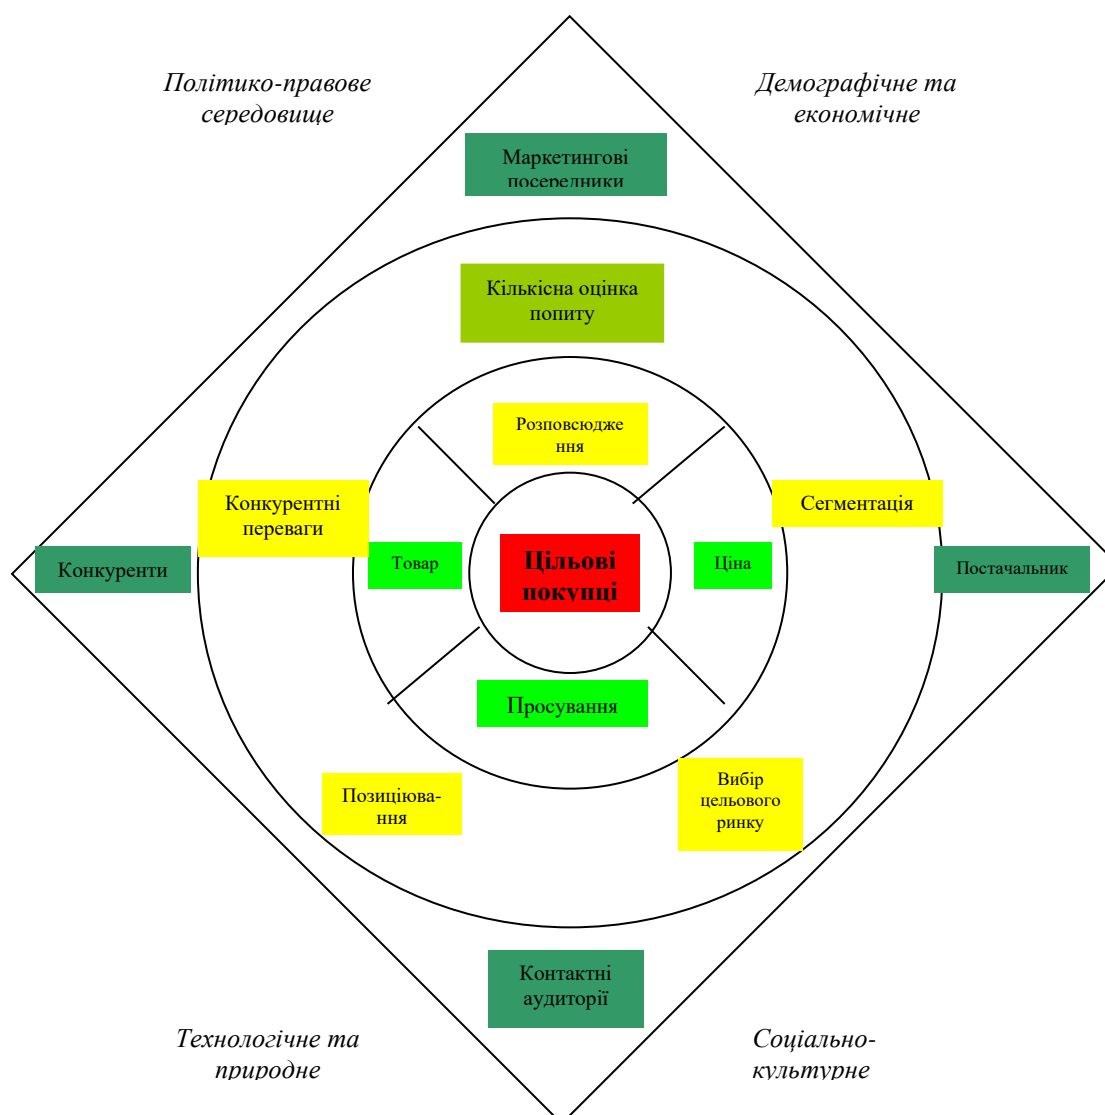 Політико-правове
середовище
Демографічне та
економічне
Маркетингові
посередники
Кількісна оцінка
попиту
Розповсюдже
ння
Конкурентні
переваги
Сегментація
Конкуренти
Товар
Цільові
покупці
Ціна
Постачальник
Просування
Позиціюва-
ння
Вибір
цельового
ринку
Контактні
аудиторії
Технологічне та
природне
Соціально-
культурне